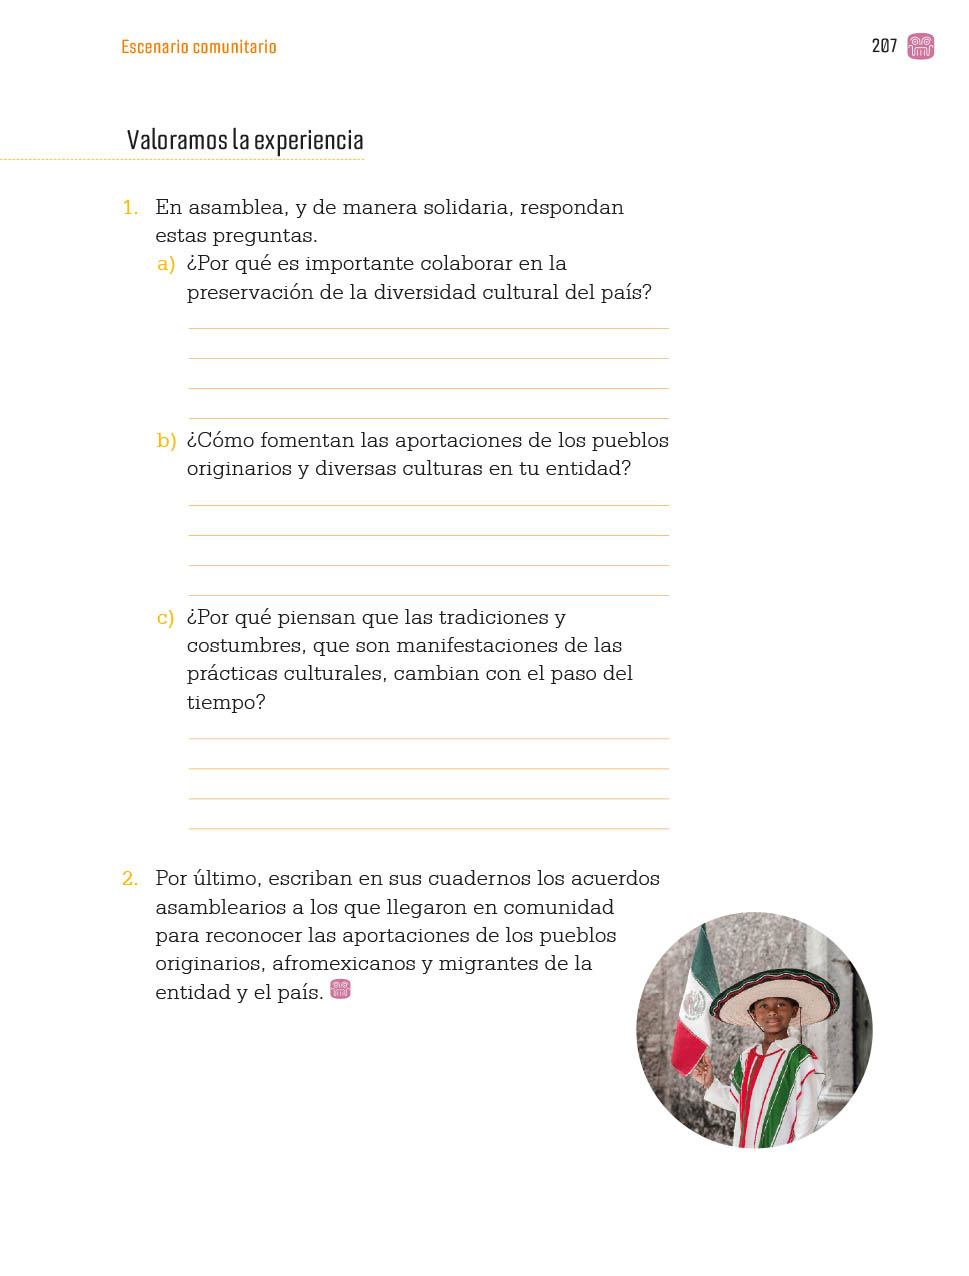 Escenario comunitario
207
Valoramos la experiencia
1. En asamblea, y de manera solidaria, respondan
estas preguntas.
a) ¿Por qué es importante colaborar en la
preservación de la diversidad cultural del país?
b) ¿Cómo fomentan las aportaciones de los pueblos
originarios y diversas culturas en tu entidad?
c) ¿Por qué piensan que las tradiciones y
costumbres, que son manifestaciones de las
prácticas culturales, cambian con el paso del
tiempo?
2. Por último, escriban en sus cuadernos los acuerdos
asamblearios a los que llegaron en comunidad
para reconocer las aportaciones de los pueblos
originarios, afromexicanos y migrantes de la
entidad y el país.